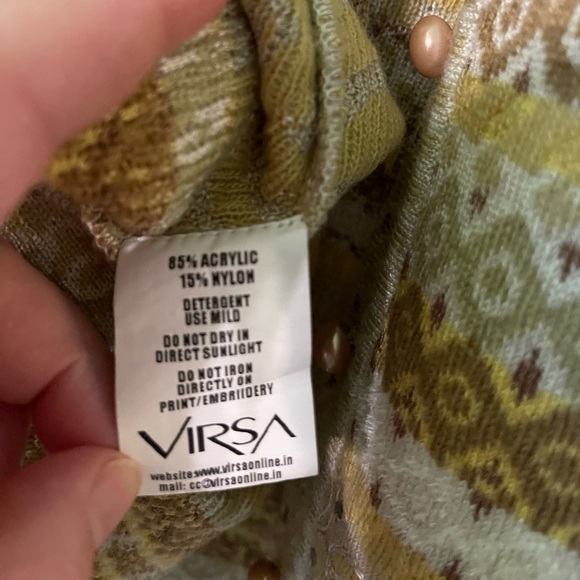 85% ACRYLIC
15% NYLON
DETERGENT
USE MILD
DO NOT DRY IN
DIRECT SUNLIGHT
DO NOT IRON
DIRECTLY ON
PRINT/EMBRIIDERY
VIRSA
website:www.virsaonline.in
mail: cc@virsaonline.in